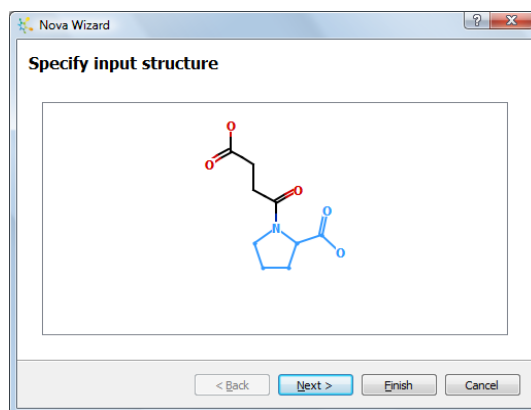 Nova Wizard
?
X
Specify input structure
O
O
O
N
O
O
< Back
Next >
Finish
Cancel